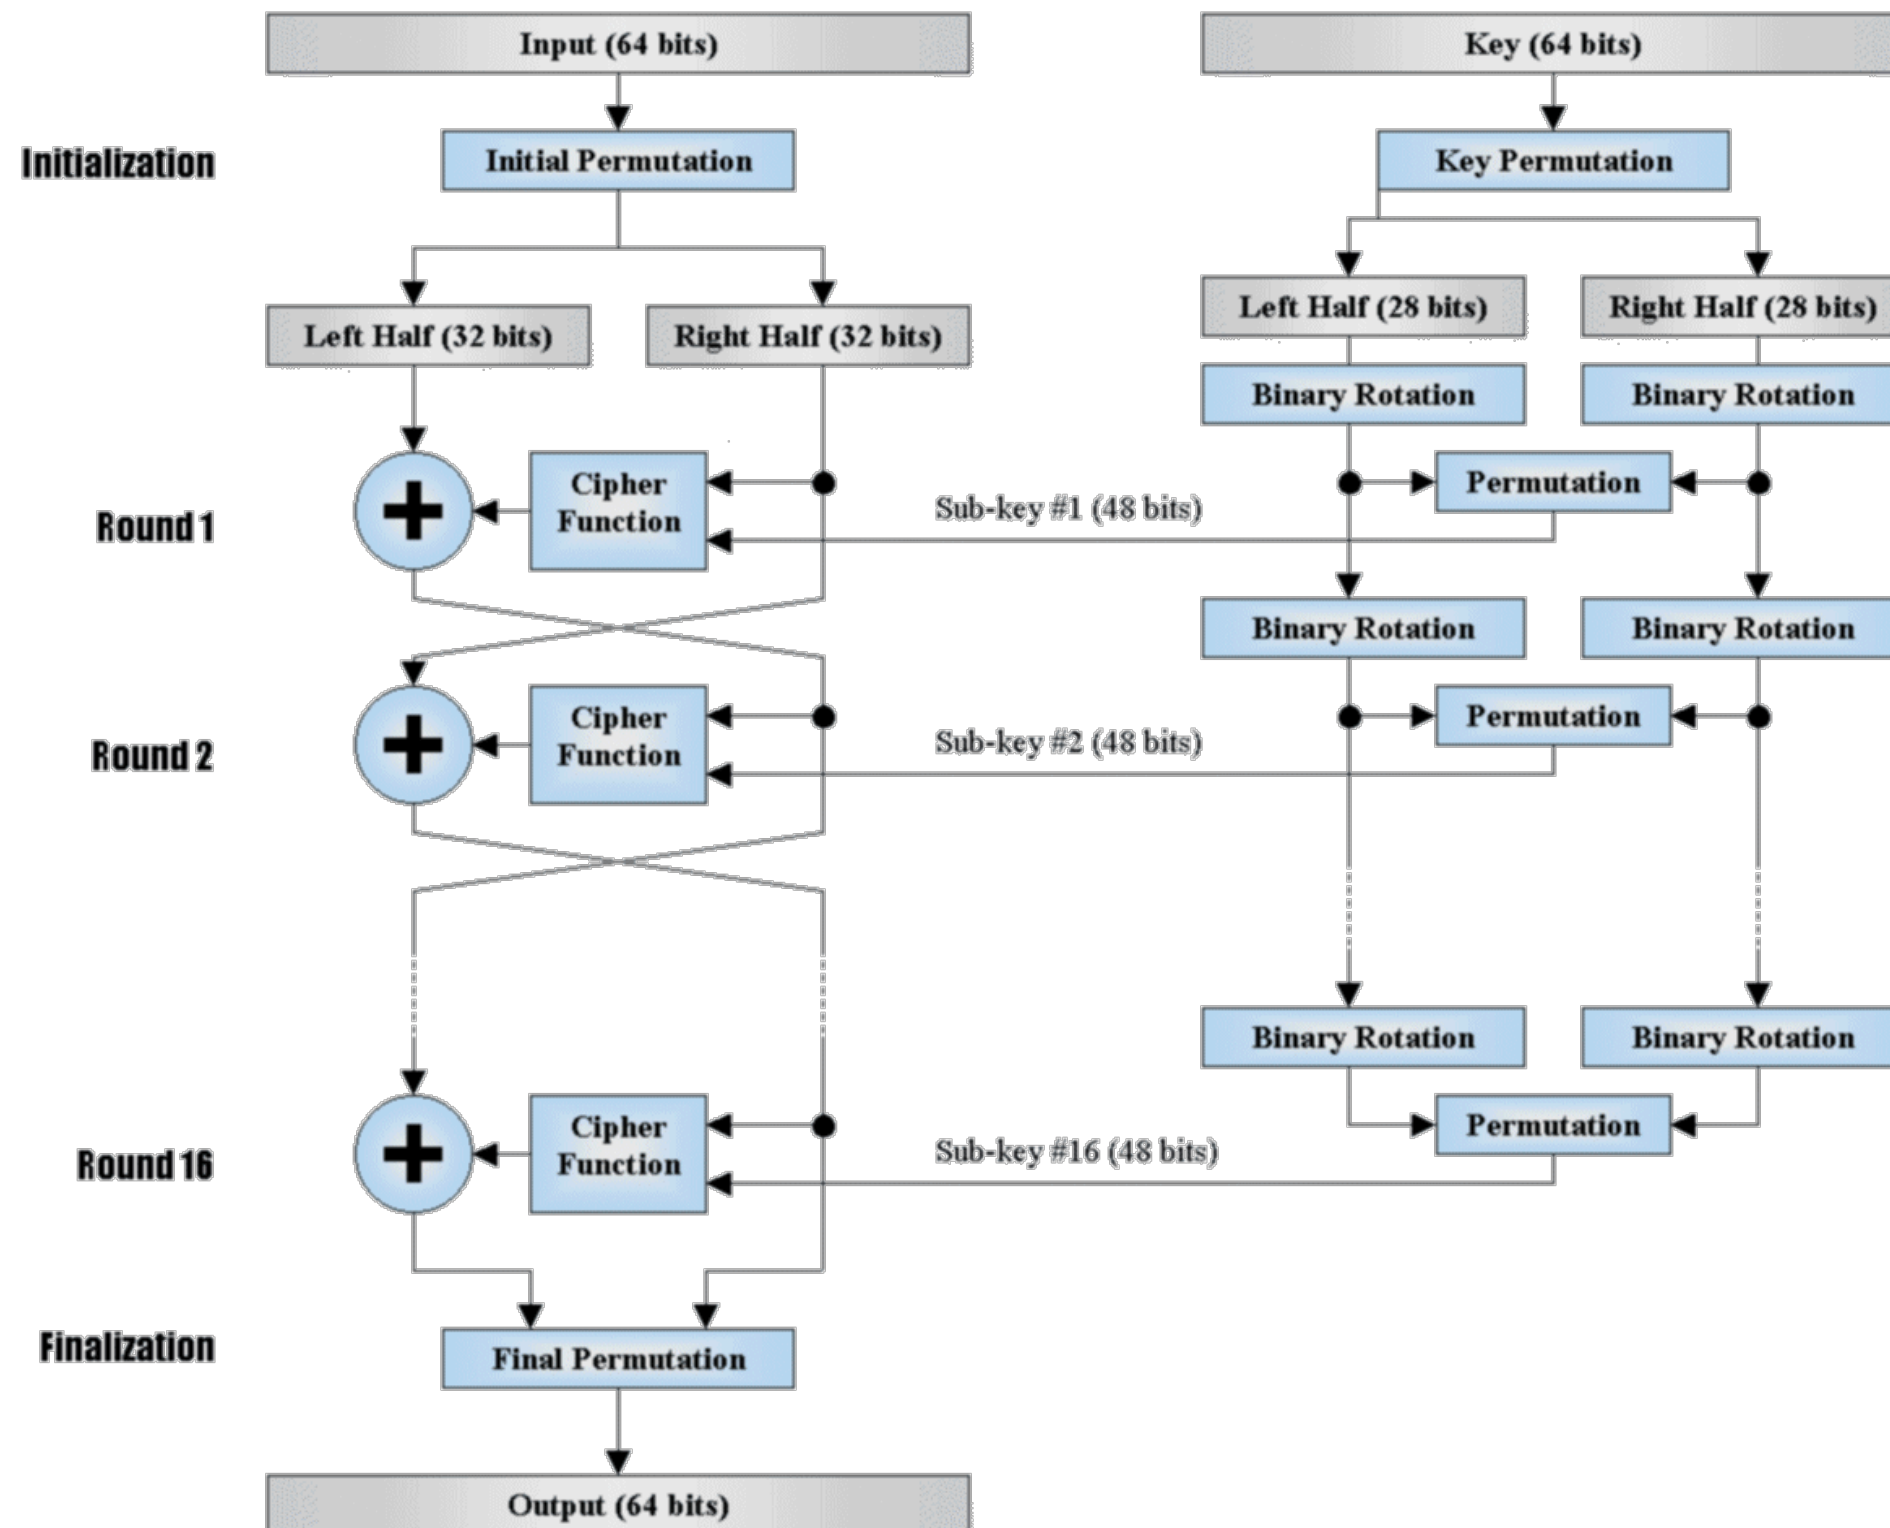 Input (64 bits)
Key (64 bits)
Initialization
Initial Permutation
Key Permutation
Left Half (32 bits)
Right Half (32 bits)
Left Half (28 bits)
Right Half (28 bits)
Binary Rotation
Binary Rotation
Round 1
Cipher
Function
Sub-key #1 (48 bits)
Permutation
Binary Rotation
Binary Rotation
Round 2
Cipher
Function
Sub-key #2 (48 bits)
Permutation
Binary Rotation
Binary Rotation
Round 16
Cipher
Function
Sub-key #16 (48 bits)
Permutation
Finalization
Final Permutation
Output (64 bits)